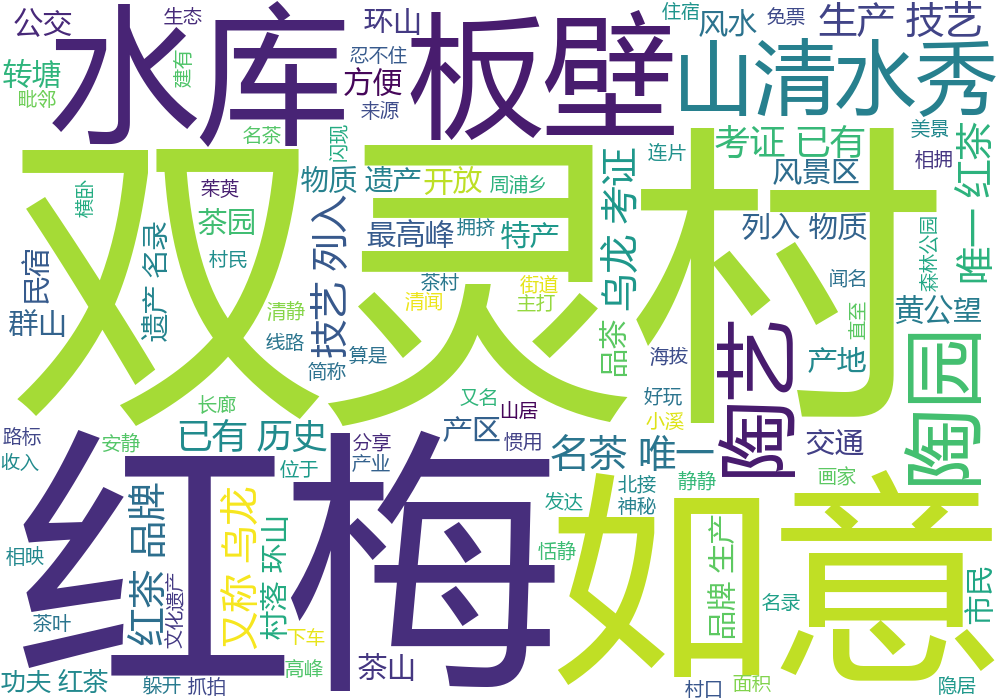 公交
水库
生态
建有
环山
忍不住
方便
来源
板壁
住宿
风水
免票
生产 技艺
山清水秀
转塘
毗邻
名茶
闪现
连片
考证 已有
美景
相拥
红茶
唯一
双灵村
横卧
茱萸
茶园
村民
物质 遗产
开放
周浦乡
最高峰
拥挤
特产
风景区
列入 物质
森林公园
闻名
民宿
群山
遗产 名录
技艺 列入
清静
线路
简称
算是
茶村
清闻
街道
主打
乌龙 考证
品茶
海拔
好玩
小溪
黄公望
直至
产地
陶艺
陶园
长廊
路标
收入
安静
已有 历史
位于
分享
产业
又名
山居
惯用
产区
名茶 唯一
静静
交通
画家
红梅
如意
红茶 品牌
文化遗产
又称 乌龙
村落 环山
下车
高峰
茶山
发达
恬静
北接
神秘
品牌 生产
名录
市民
相映
茶叶
功夫 红茶
躲开
抓拍
村口
面积
隐居